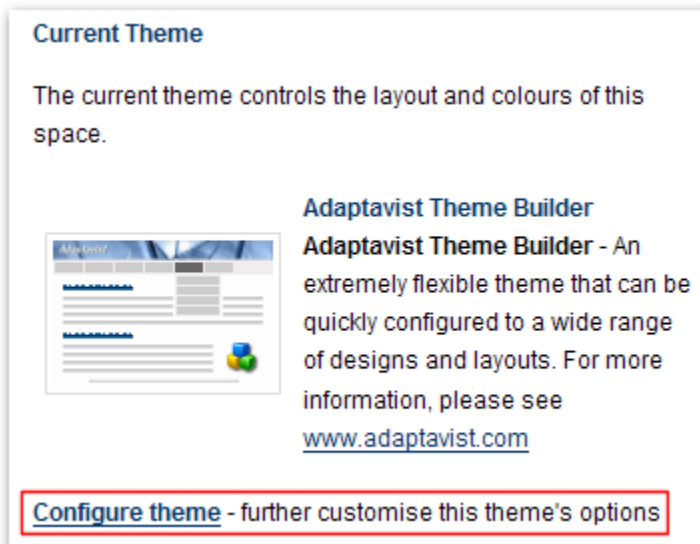 Current Theme
The current theme controls the layout and colours of this
space.
Adaptavist
Adaptavist Theme Builder
Adaptavist Theme Builder - An
extremely flexible theme that can be
quickly configured to a wide range
of designs and layouts. For more
information, please see
www.adaptavist.com
Configure theme - further customise this theme's options